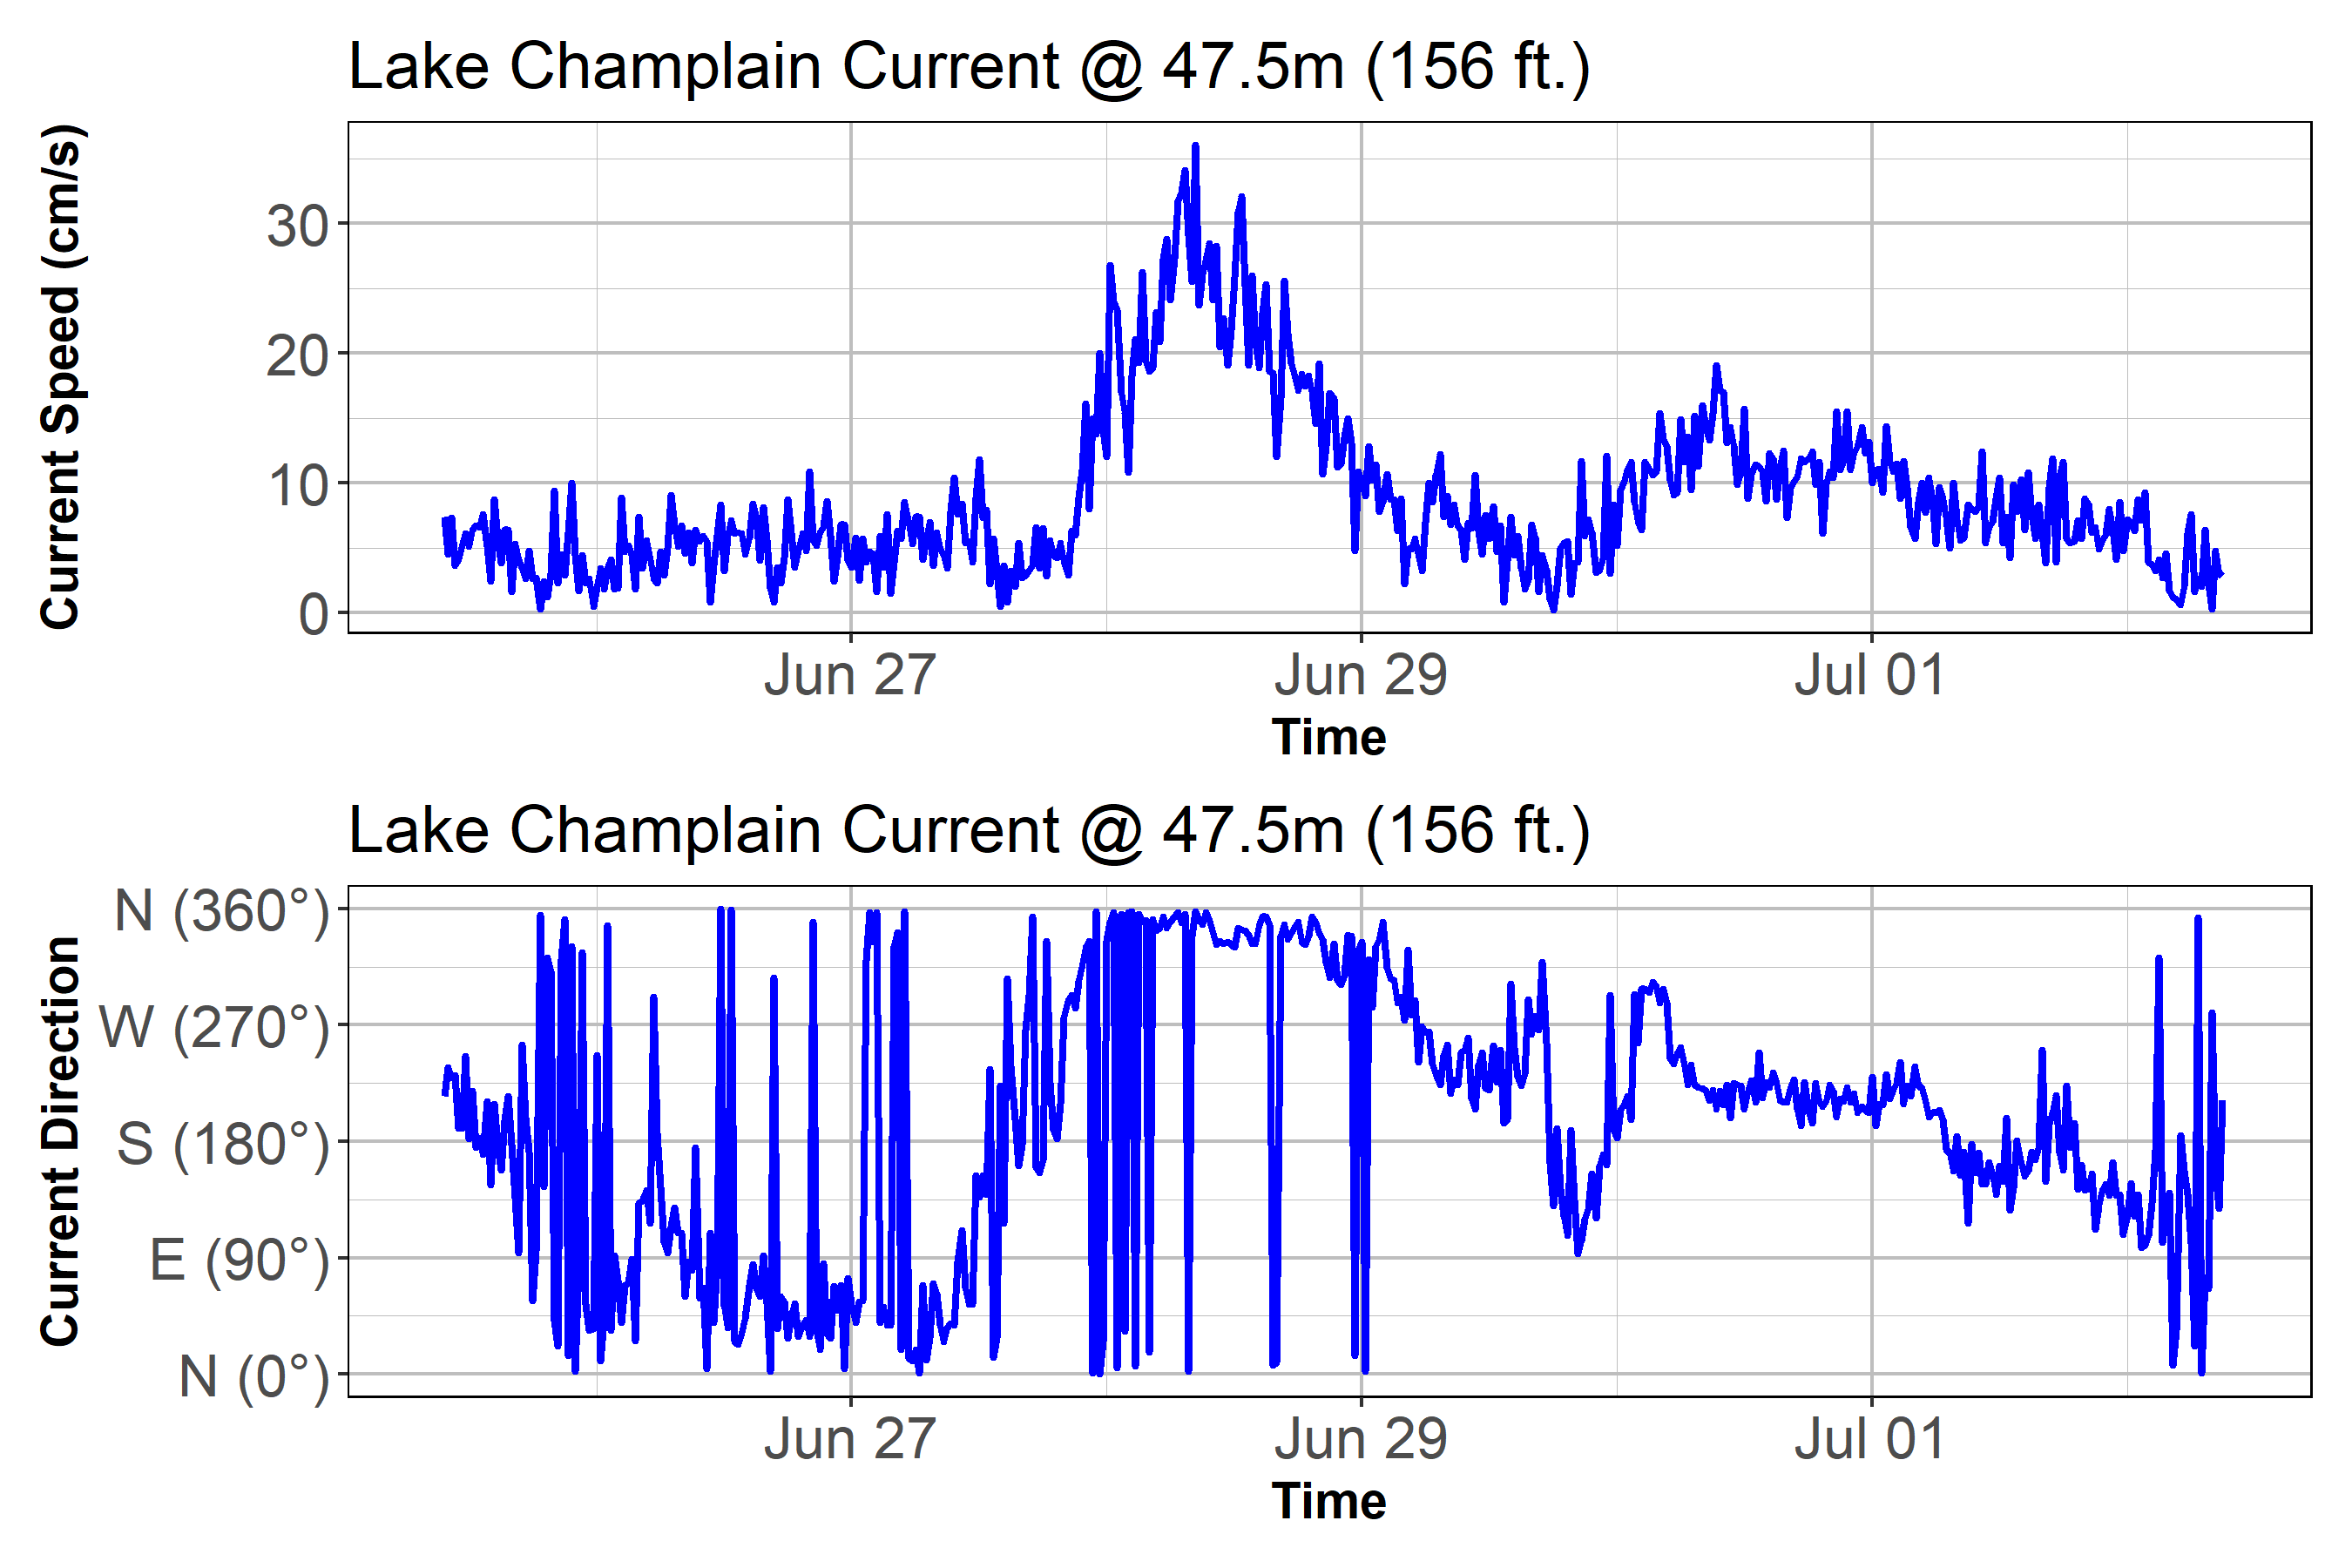 Lake Champlain Current @ 47.5m (156 ft.)
Current Speed (cm/s)
30
20
10
0
Jun 27 Jun 29 Jul 01
Time
Lake Champlain Current @ 47.5m (156 ft.)
Current Direction
N (360°)
W (270°)
S (180°)
E (90°)
N (0°)
Jun 27 Jun 29 Jul 01
Time